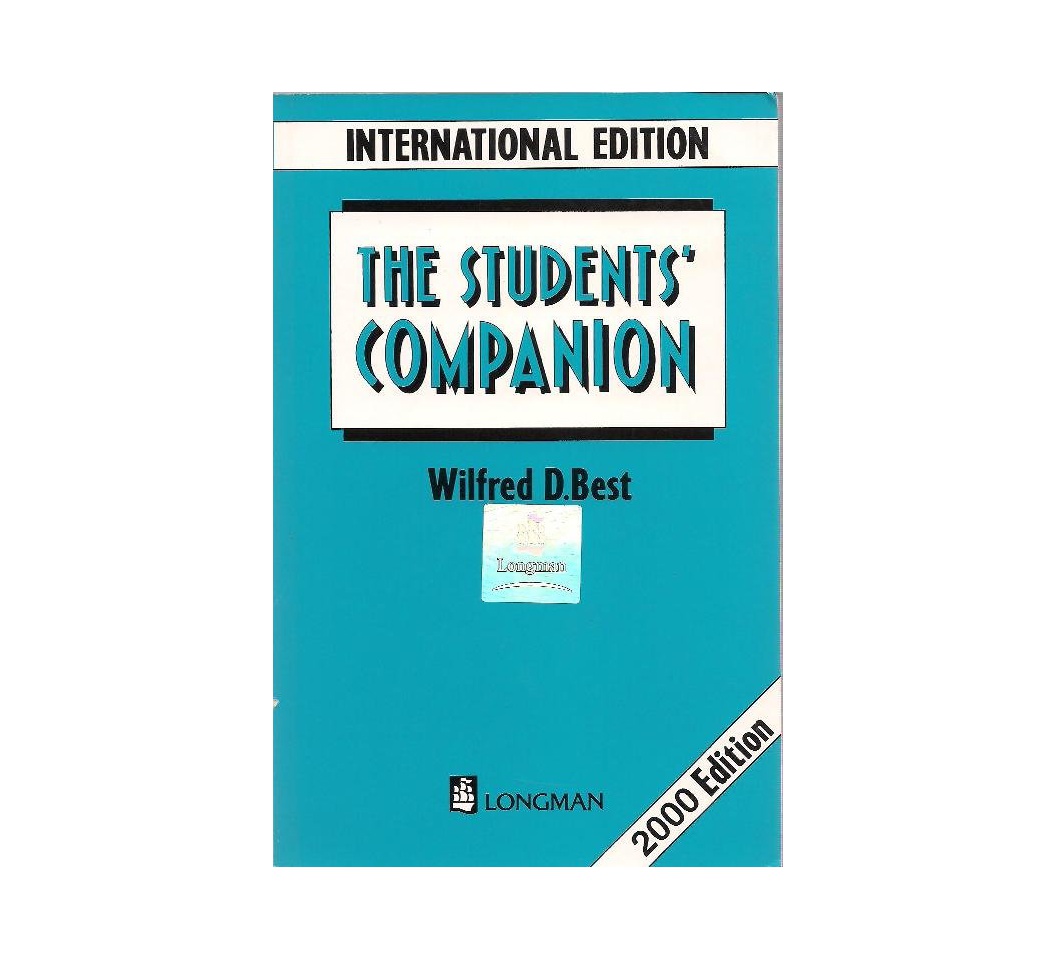 INTERNATIONAL EDITION
THE STUDENTS'
COMPANION
Wilfred D.Best
Longman
LONGMAN
2000 Edition